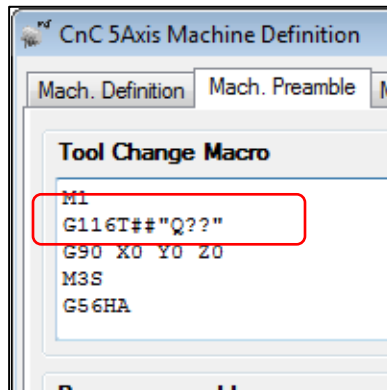 CnC 5Axis Machine Definition
Mach. Definition Mach. Preamble
Tool Change Macro
M1
G116T##"Q??"
G90 X0 Y0 Z0
M3S
G56HA